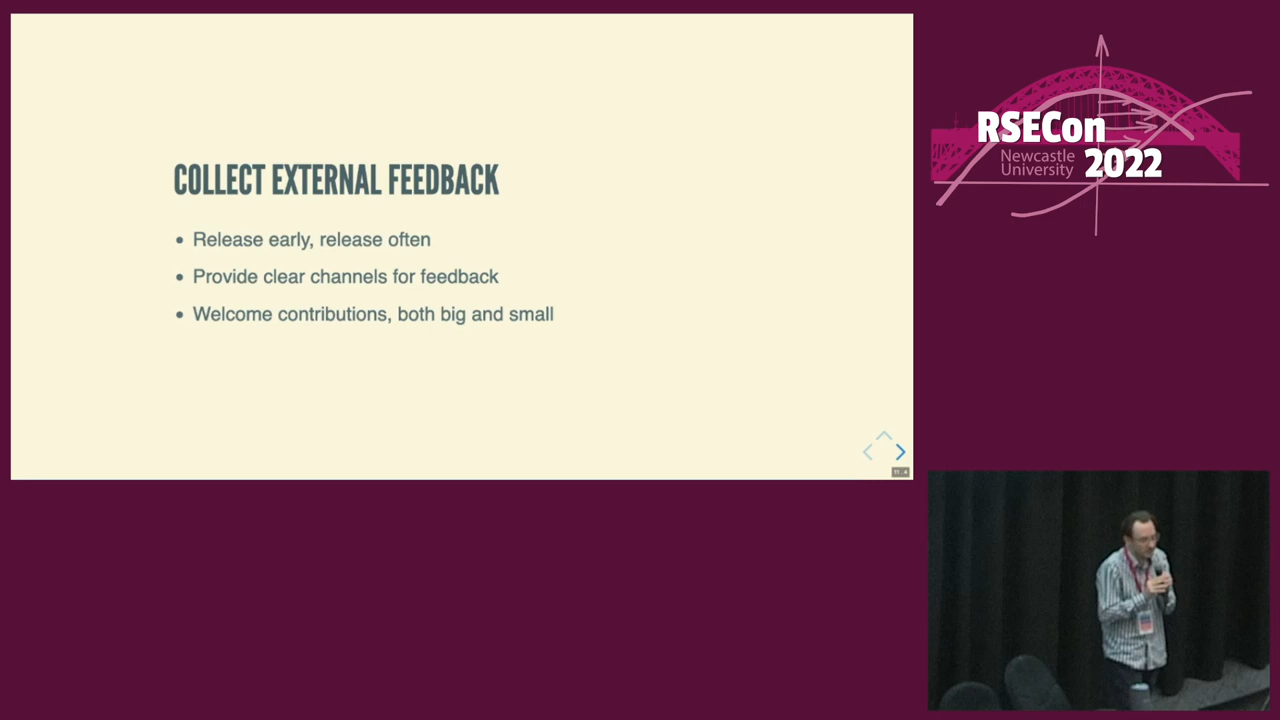 COLLECT EXTERNAL FEEDBACK
• Release early, release often
• Provide clear channels for feedback
• Welcome contributions, both big and small
RSECon
Newcastle
University
2022